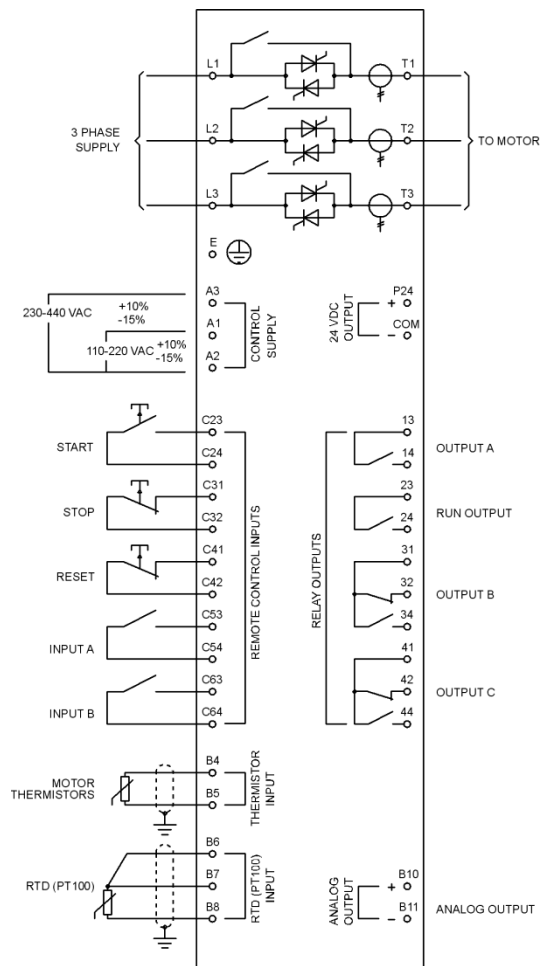 L1
T1
3 PHASE
SUPPLY
L2
T2
TO MOTOR
L3
T3
E
A3
230-440 VAC
+10%
-15%
A1
110-220 VAC
+10%
-15%
A2
CONTROL
SUPPLY
24 VDC
OUTPUT
+
P24
COM
–
START
C23
C24
STOP
C31
C32
RESET
C41
C42
INPUT A
C53
C54
INPUT B
C63
C64
REMOTE CONTROL INPUTS
RELAY OUTPUTS
13
14
OUTPUT A
23
24
RUN OUTPUT
31
32
34
OUTPUT B
41
42
44
OUTPUT C
MOTOR
THERMISTORS
B4
B5
THERMISTOR
INPUT
RTD (PT100)
B6
B7
B8
RTD (PT100)
INPUT
ANALOG
OUTPUT
+
B10
–
B11
ANALOG OUTPUT